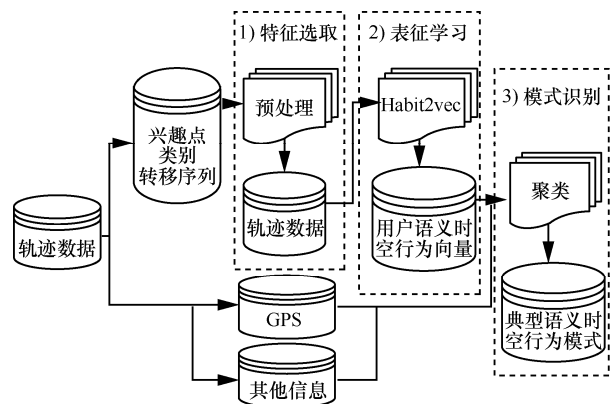 轨迹数据
兴趣点
类别
转移序列
1) 特征选取
预处理
轨迹数据
2) 表征学习
Habit2vec
用户语义时
空行为向量
GPS
其他信息
3) 模式识别
聚类
典型语义时
空行为模式